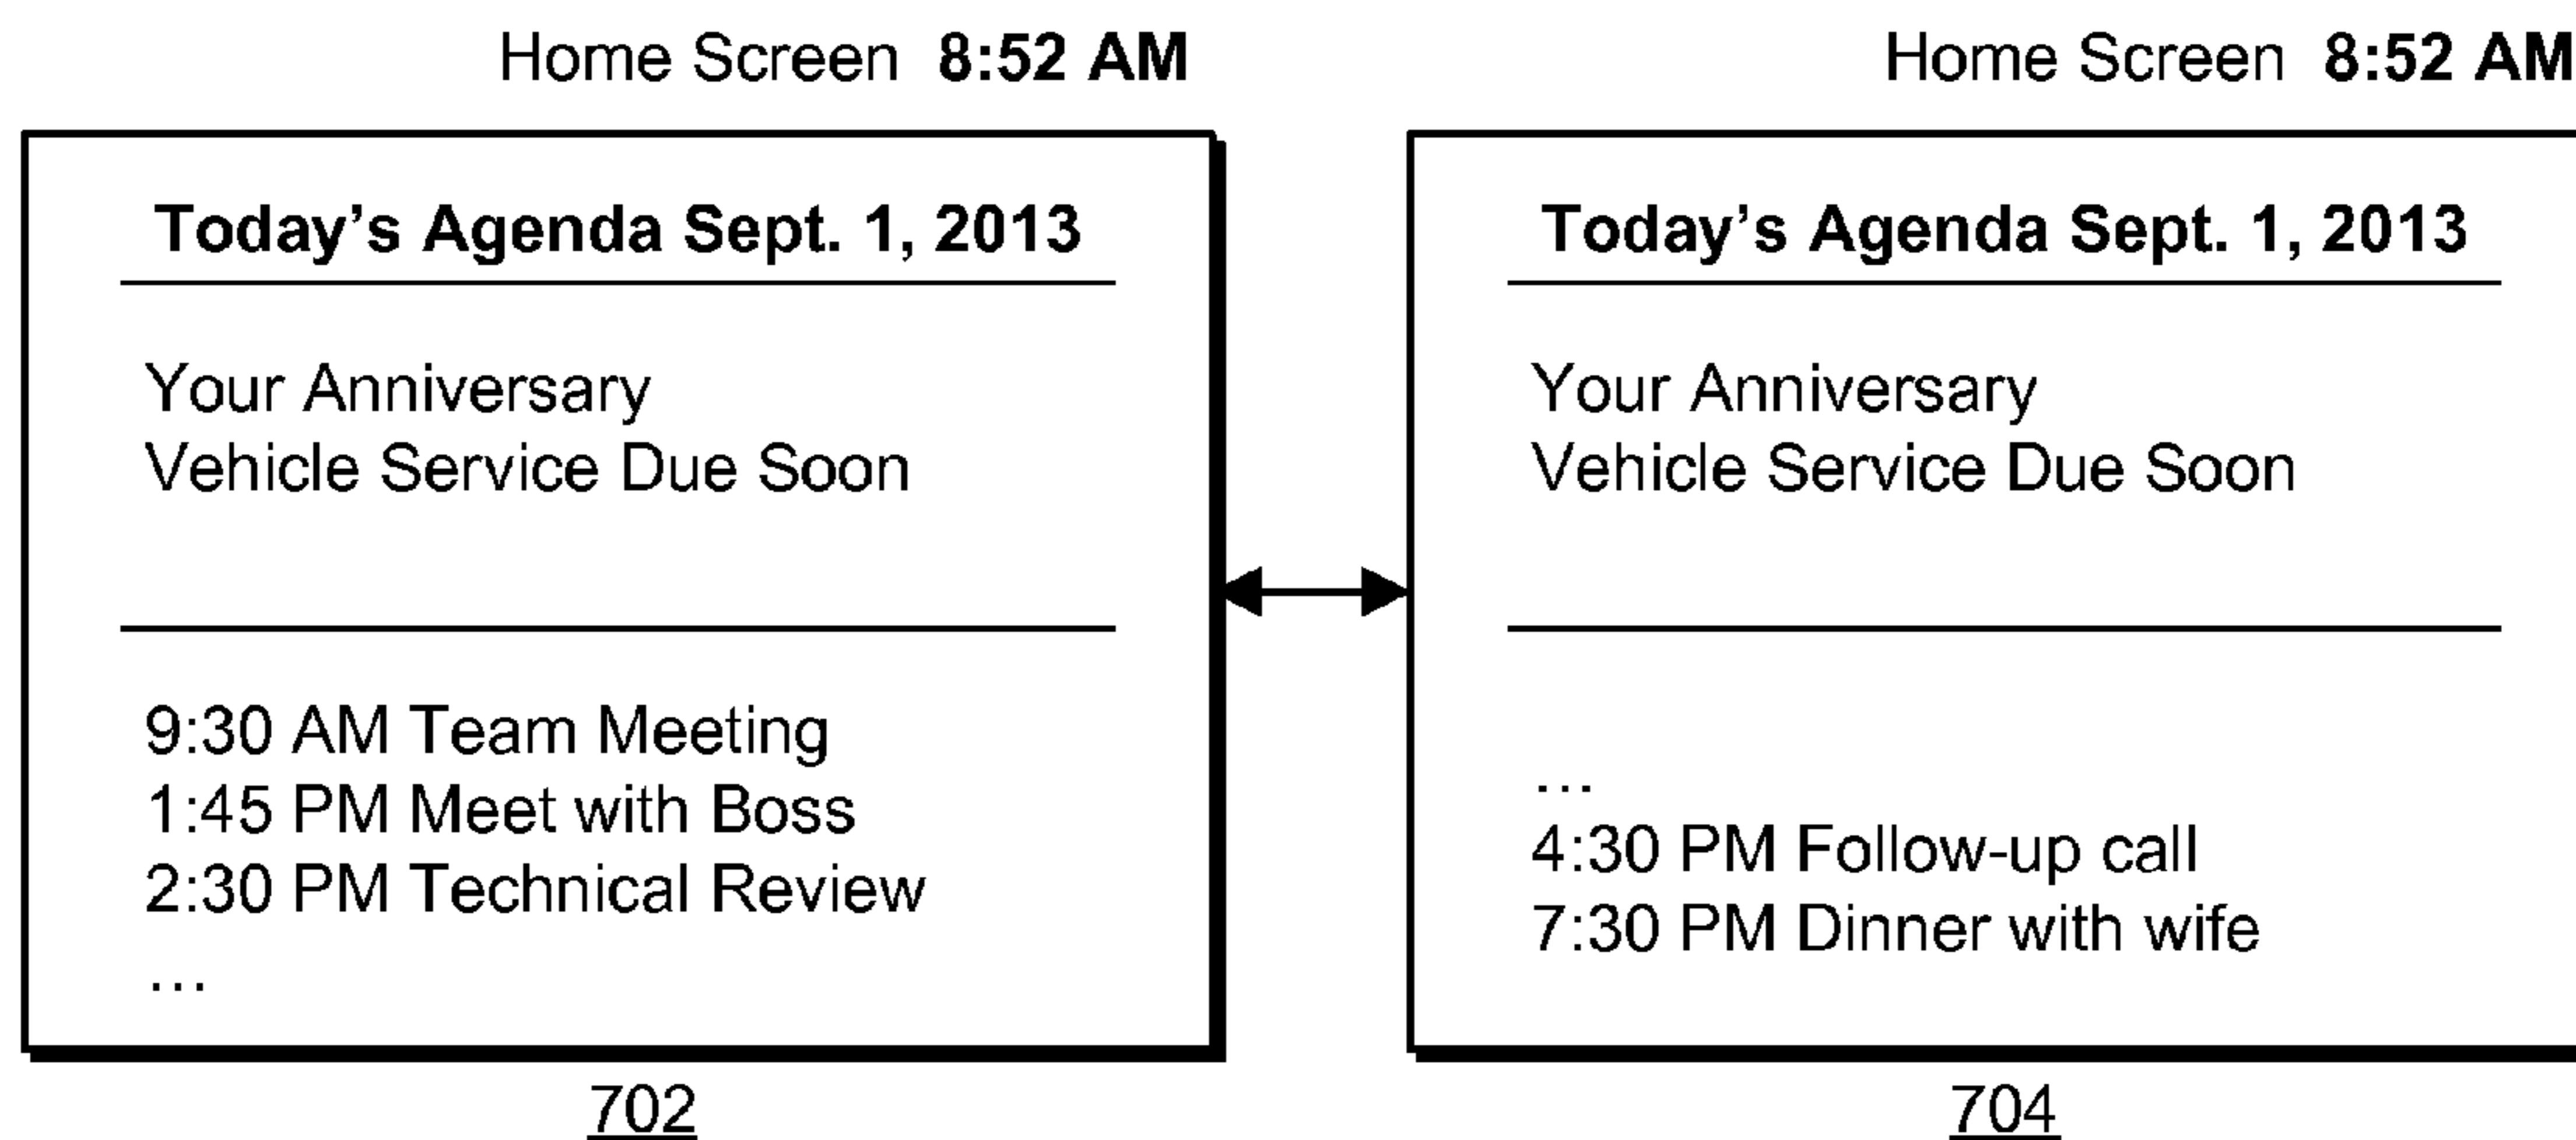 Home Screen 8:52 AM
Today's Agenda Sept. 1, 2013
Your Anniversary
Vehicle Service Due Soon
9:30 AM Team Meeting
1:45 PM Meet with Boss
2:30 PM Technical Review
...
702
Home Screen 8:52 AM
Today's Agenda Sept. 1, 2013
Your Anniversary
Vehicle Service Due Soon
...
4:30 PM Follow-up call
7:30 PM Dinner with wife
704